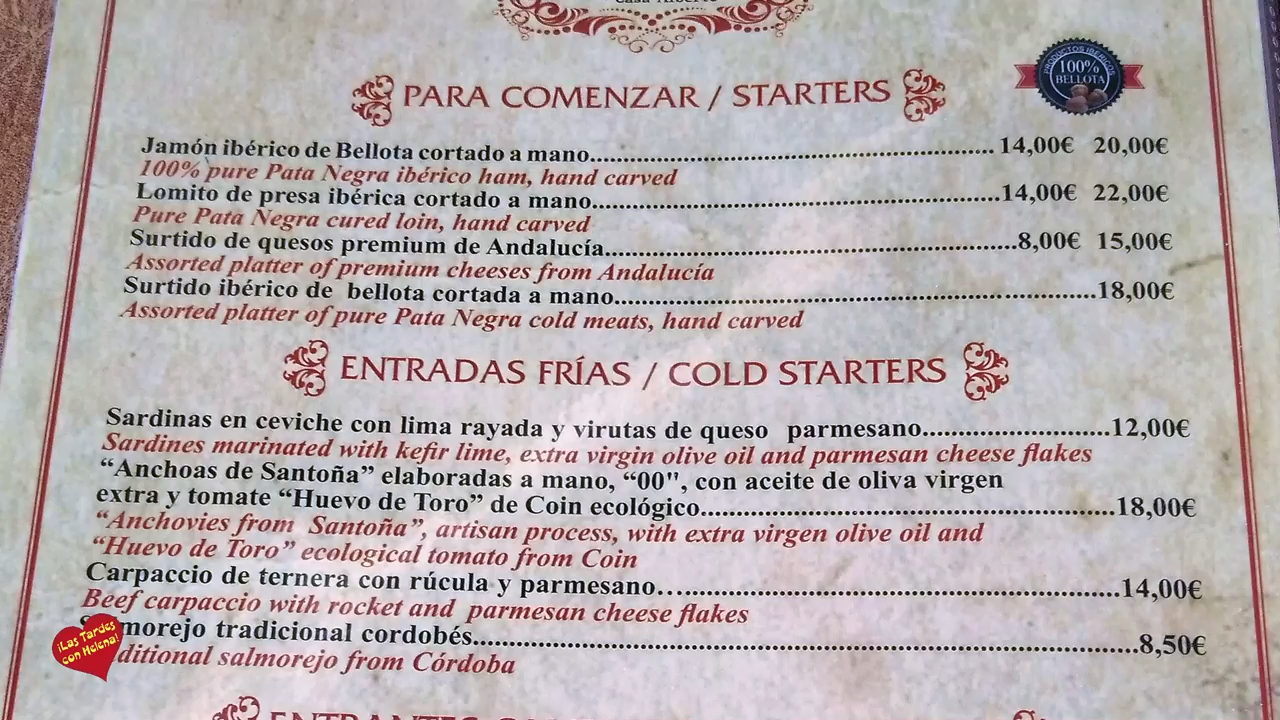 PRODUCTOS IBÉRICOS
100%
BELLOTA
PARA COMENZAR / STARTERS
Jamón ibérico de Bellota cortado a mano.......... 14,00€ 20,00€
100% pure Pata Negra ibérico ham, hand carved
Lomito de presa ibérica cortado a mano..........14,00€ 22,00€
Pure Pata Negra cured loin, hand carved
Surtido de quesos premium de Andalucía..........8,00€ 15,00€
Assorted platter of premium cheeses from Andalucía
Surtido ibérico de bellota cortada a mano..........18,00€
Assorted platter of pure Pata Negra cold meats, hand carved
ENTRADAS FRÍAS / COLD STARTERS
Sardinas en ceviche con lima rayada y virutas de queso parmesano..........12,00€
Sardines marinated with kefir lime, extra virgin olive oil and parmesan cheese flakes
“Anchoas de Santoña” elaboradas a mano, “00", con aceite de oliva virgen
extra y tomate “Huevo de Toro” de Coin ecológico..........18,00€
“Anchovies from Santoña”, artisan process, with extra virgen olive oil and
“Huevo de Toro” ecological tomato from Coin
Carpaccio de ternera con rúcula y parmesano..........14,00€
Beef carpaccio with rocket and parmesan cheese flakes
morejo tradicional cordobés..........8,50€
ditional salmorejo from Córdoba
¡Las Tardes
con Helena!